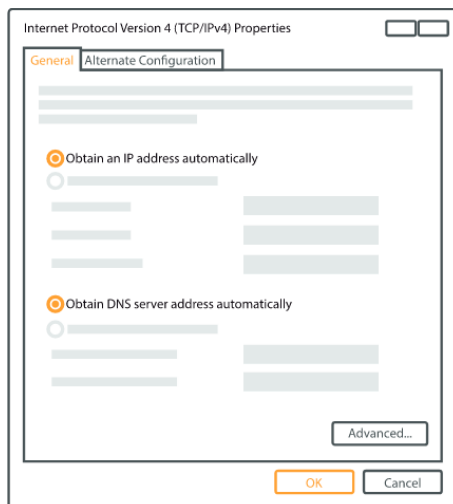 Internet Protocol Version 4 (TCP/IPv4) Properties
General Alternate Configuration
Obtain an IP address automatically
Obtain DNS server address automatically
Advanced...
OK Cancel